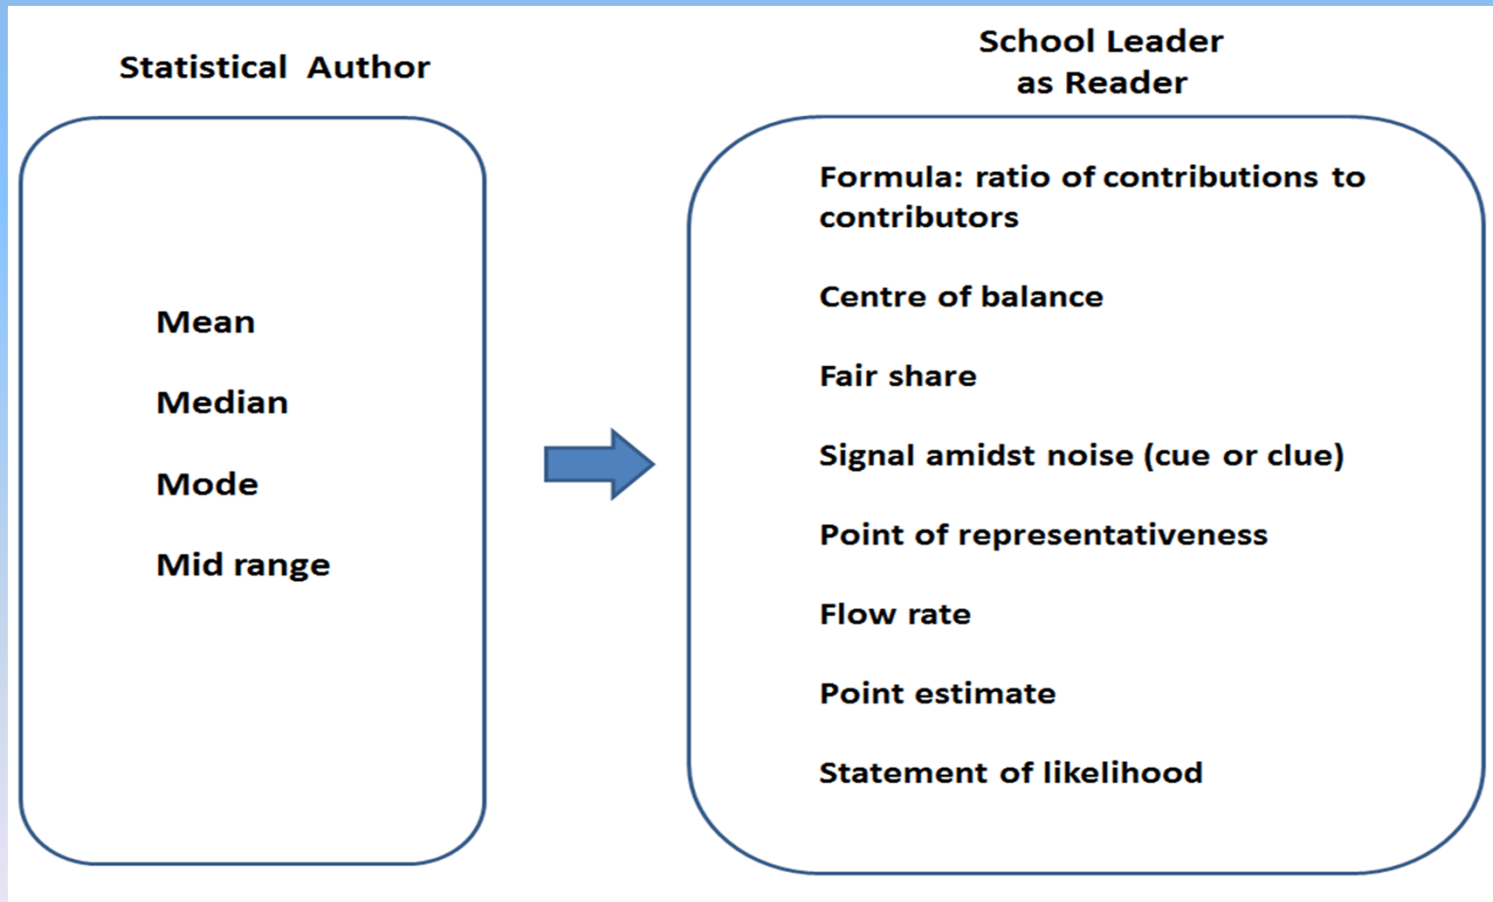 Statistical Author
Mean
Median
Mode
Mid range
School Leader
as Reader
Formula: ratio of contributions to
contributors
Centre of balance
Fair share
Signal amidst noise (cue or clue)
Point of representativeness
Flow rate
Point estimate
Statement of likelihood